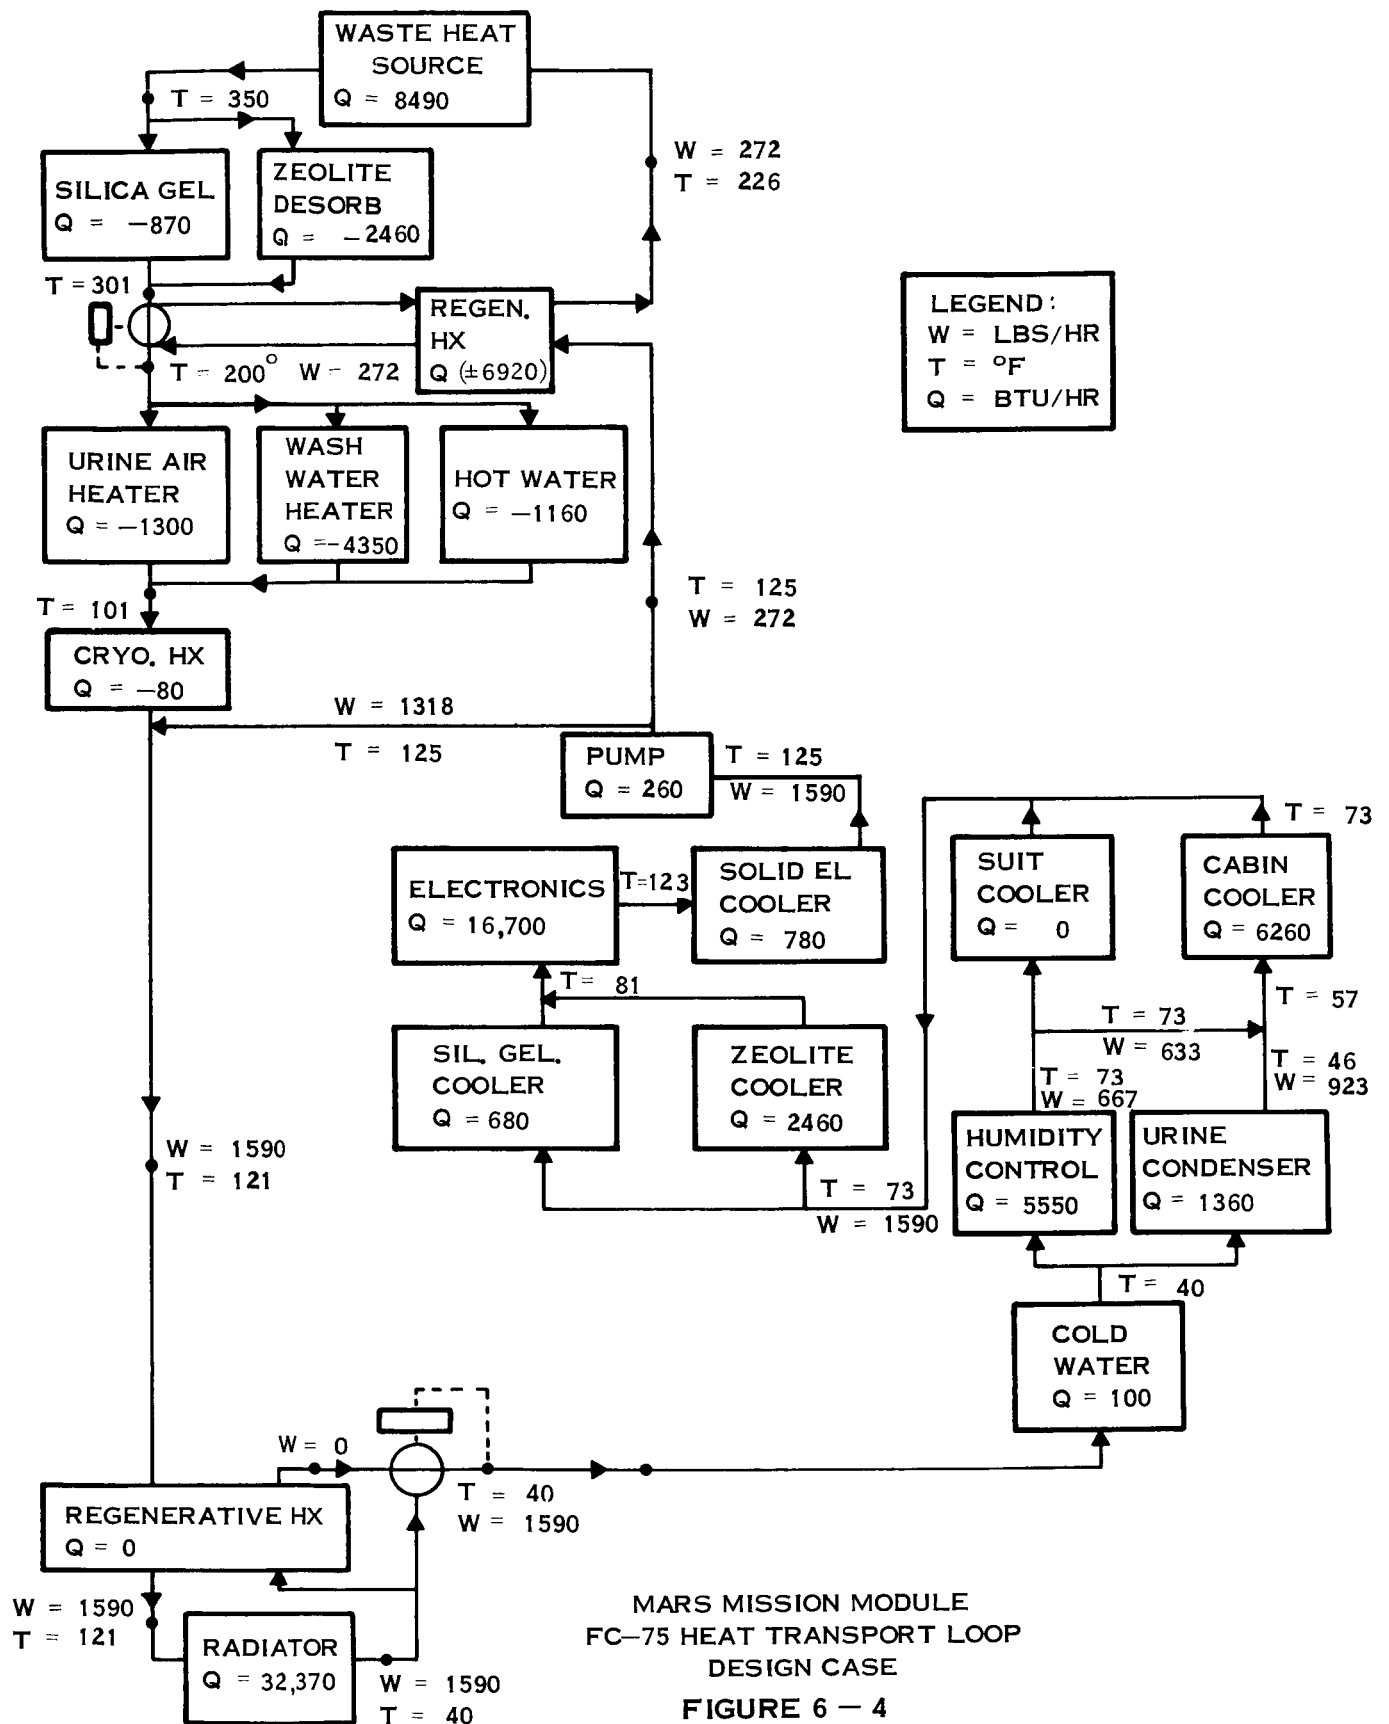 WASTE HEAT
SOURCE
Q = 8490
T = 350
W = 272
T = 226
SILICA GEL
Q = -870
ZEOLITE
DESORB
Q = -2460
T = 301
REGEN.
HX
Q (±6920)
T = 200° W = 272
LEGEND:
W = LBS/HR
T = °F
Q = BTU/HR
URINE AIR
HEATER
Q = -1300
WASH
WATER
HEATER
Q = -4350
HOT WATER
Q = -1160
T = 101
T = 125
W = 272
CRYO. HX
Q = -80
W = 1318
T = 125
PUMP
Q = 260
T = 125
W = 1590
ELECTRONICS
Q = 16,700
T=123
SOLID EL
COOLER
Q = 780
SUIT
COOLER
Q = 0
CABIN
COOLER
Q = 6260
T = 73
T = 81
T = 57
T = 73
W = 633
SIL. GEL.
COOLER
Q = 680
ZEOLITE
COOLER
Q = 2460
T = 73
W = 667
T = 46
W = 923
HUMIDITY
CONTROL
Q = 5550
URINE
CONDENSER
Q = 1360
W = 1590
T = 121
T = 73
W = 1590
T = 40
COLD
WATER
Q = 100
W = 0
T = 40
W = 1590
REGENERATIVE HX
Q = 0
W = 1590
T = 121
RADIATOR
Q = 32,370
W = 1590
T = 40
MARS MISSION MODULE
FC-75 HEAT TRANSPORT LOOP
DESIGN CASE
FIGURE 6 - 4